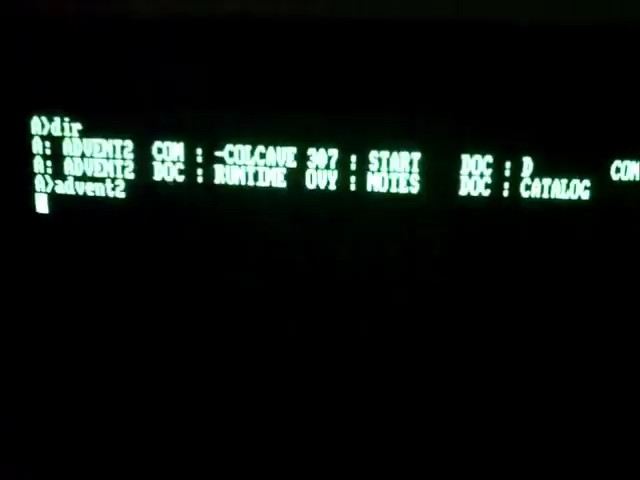 A>dir
A: ADVENT2  COM : -COLCAVE 307 : START    DOC : D        COM
A: ADVENT2  DOC : RUNTIME  OVY : NOTES    DOC : CATALOG
A>advent2